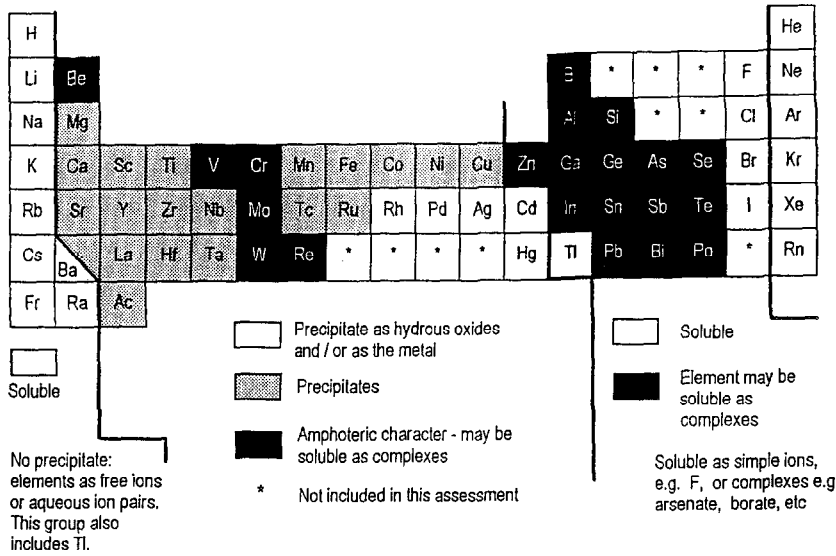 H He
Li Be B * * * F Ne
Na Mg Al Si * * Cl Ar
K Ca Sc Ti V Cr Mn Fe Co Ni Cu Zn Ga Ge As Se Br Kr
Rb Sr Y Zr Nb Mo Tc Ru Rh Pd Ag Cd In Sn Sb Te I Xe
Cs Ba La Hf Ta W Re * * * * Hg Tl Pb Bi Po * Rn
Fr Ra Ac
Soluble
No precipitate:
elements as free ions
or aqueous ion pairs.
This group also
includes Tl.
Precipitate as hydrous oxides
and / or as the metal
Precipitates
Amphoteric character - may be
soluble as complexes
* Not included in this assessment
Soluble
Element may be
soluble as
complexes
Soluble as simple ions,
e.g. F, or complexes e.g
arsenate, borate, etc